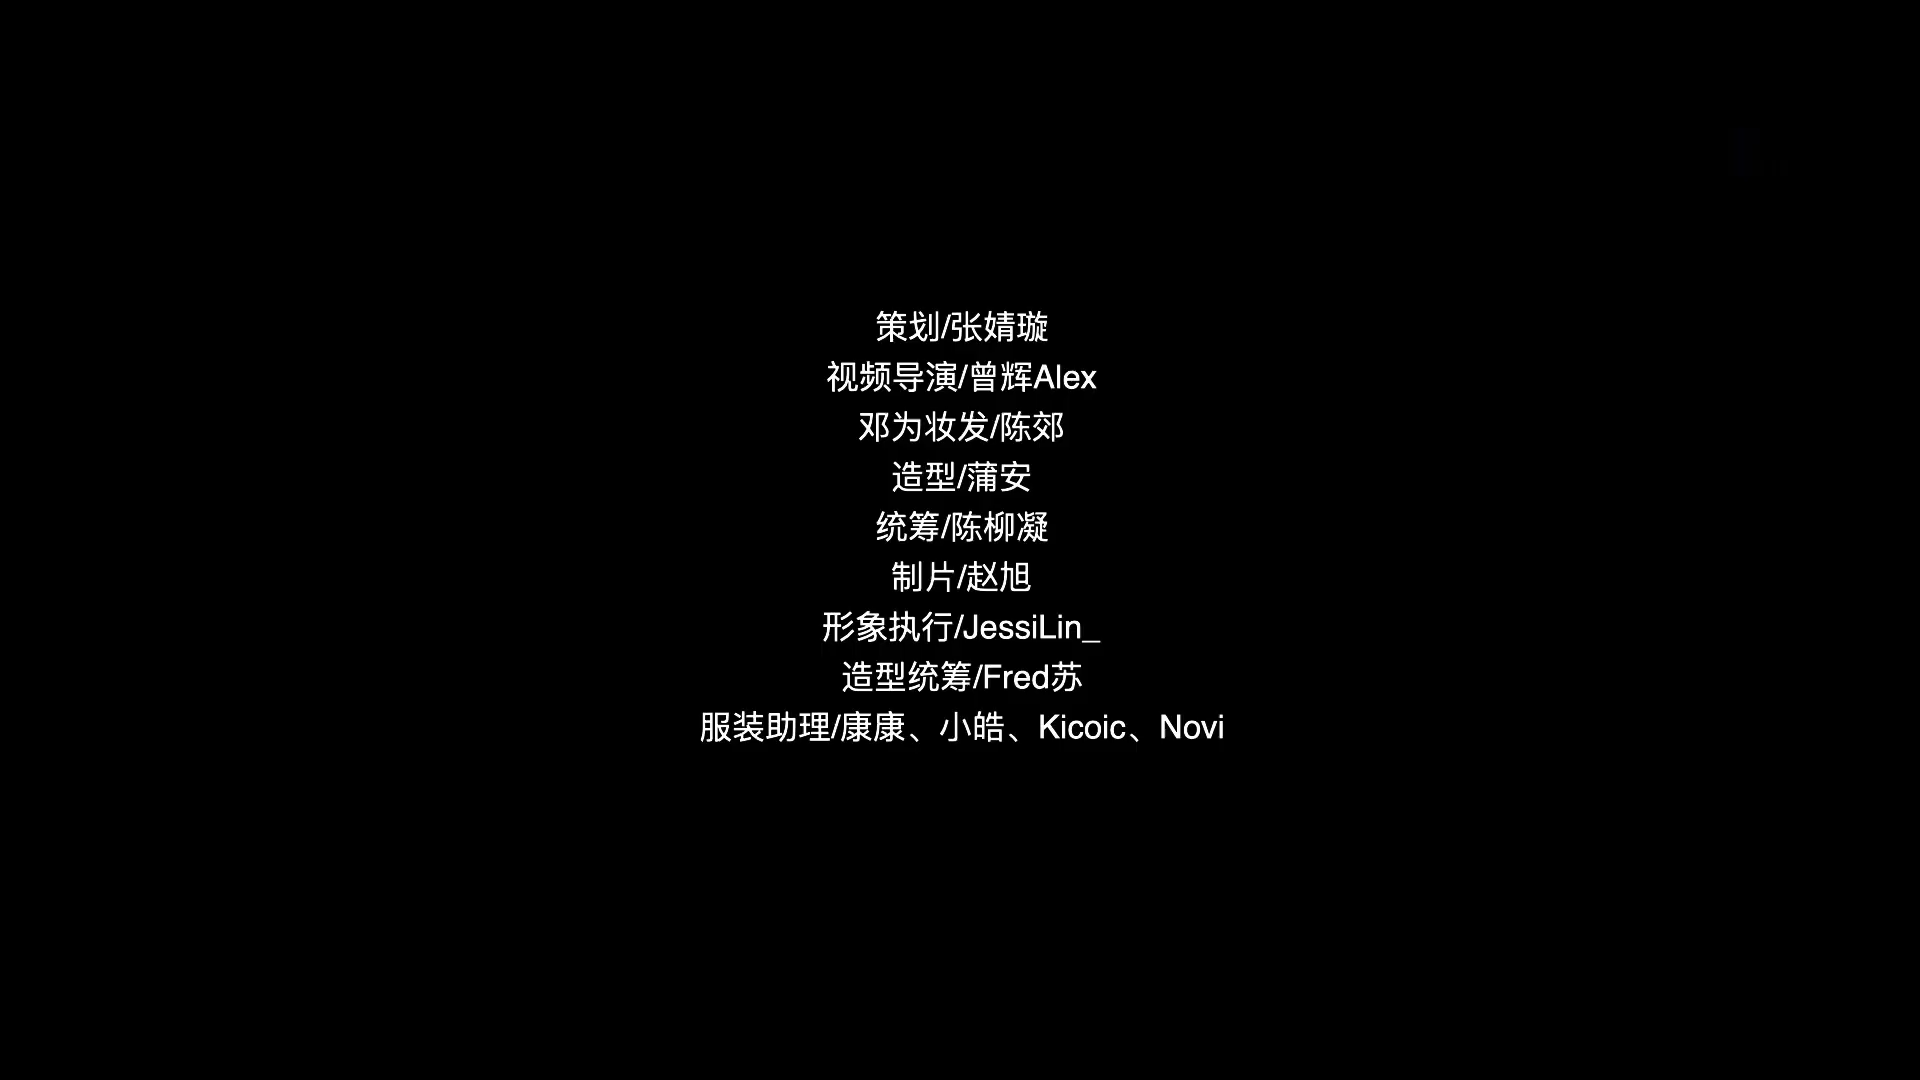 策划/张婧璇
视频导演/曾辉Alex
邓为妆发/陈郊
造型/蒲安
统筹/陈柳凝
制片/赵旭
形象执行/JessiLin_
造型统筹/Fred苏
服装助理/康康、小皓、Kicoic、Novi